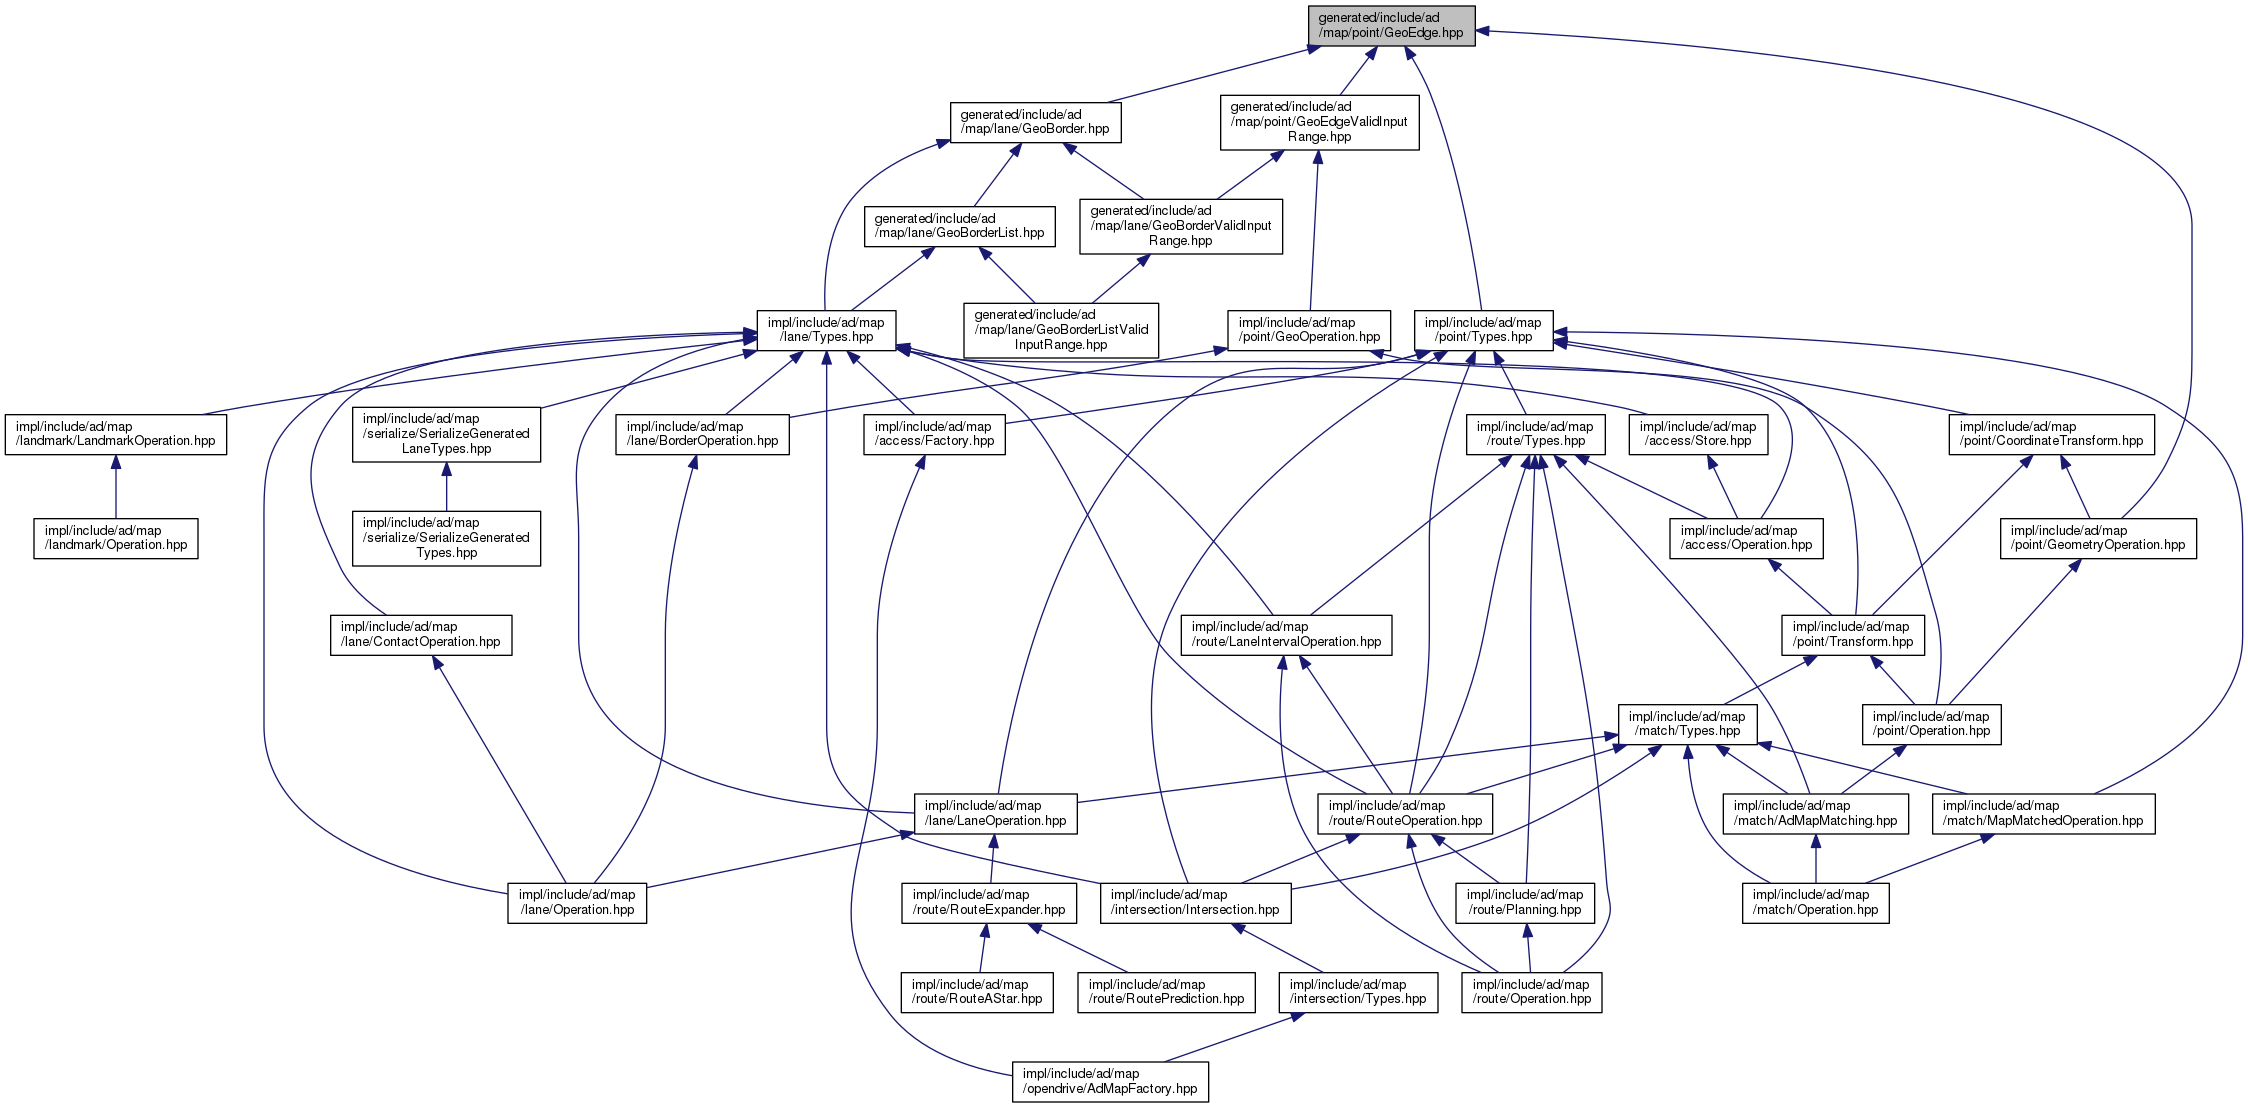 generated/include/ad
/map/point/GeoEdge.hpp
generated/include/ad
/map/lane/GeoBorder.hpp
generated/include/ad
/map/point/GeoEdgeValidInput
Range.hpp
generated/include/ad
/map/lane/GeoBorderList.hpp
generated/include/ad
/map/lane/GeoBorderValidInput
Range.hpp
impl/include/ad/map
/lane/Types.hpp
generated/include/ad
/map/lane/GeoBorderListValid
InputRange.hpp
impl/include/ad/map
/point/GeoOperation.hpp
impl/include/ad/map
/point/Types.hpp
impl/include/ad/map
/landmark/LandmarkOperation.hpp
impl/include/ad/map
/serialize/SerializeGenerated
LaneTypes.hpp
impl/include/ad/map
/lane/BorderOperation.hpp
impl/include/ad/map
/access/Factory.hpp
impl/include/ad/map
/route/Types.hpp
impl/include/ad/map
/access/Store.hpp
impl/include/ad/map
/point/CoordinateTransform.hpp
impl/include/ad/map
/landmark/Operation.hpp
impl/include/ad/map
/serialize/SerializeGenerated
Types.hpp
impl/include/ad/map
/access/Operation.hpp
impl/include/ad/map
/point/GeometryOperation.hpp
impl/include/ad/map
/lane/ContactOperation.hpp
impl/include/ad/map
/route/LaneIntervalOperation.hpp
impl/include/ad/map
/point/Transform.hpp
impl/include/ad/map
/match/Types.hpp
impl/include/ad/map
/point/Operation.hpp
impl/include/ad/map
/lane/LaneOperation.hpp
impl/include/ad/map
/route/RouteOperation.hpp
impl/include/ad/map
/match/AdMapMatching.hpp
impl/include/ad/map
/match/MapMatchedOperation.hpp
impl/include/ad/map
/lane/Operation.hpp
impl/include/ad/map
/route/RouteExpander.hpp
impl/include/ad/map
/intersection/Intersection.hpp
impl/include/ad/map
/route/Planning.hpp
impl/include/ad/map
/match/Operation.hpp
impl/include/ad/map
/route/RouteAStar.hpp
impl/include/ad/map
/route/RoutePrediction.hpp
impl/include/ad/map
/intersection/Types.hpp
impl/include/ad/map
/route/Operation.hpp
impl/include/ad/map
/opendrive/AdMapFactory.hpp